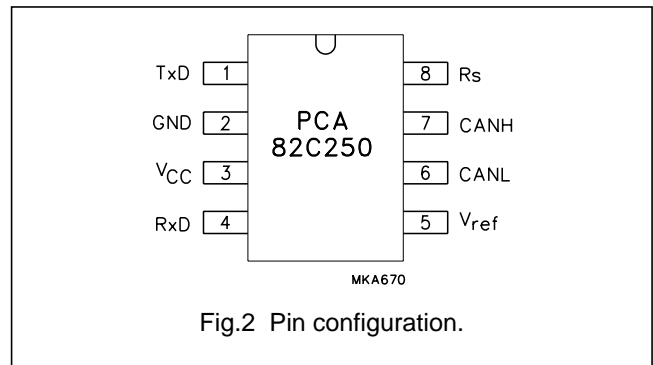 TxD 1 8 Rs
GND 2 PCA 7 CANH
82C250
VCC 3 6 CANL
RxD 4 5 Vref
MKA670
Fig.2 Pin configuration.